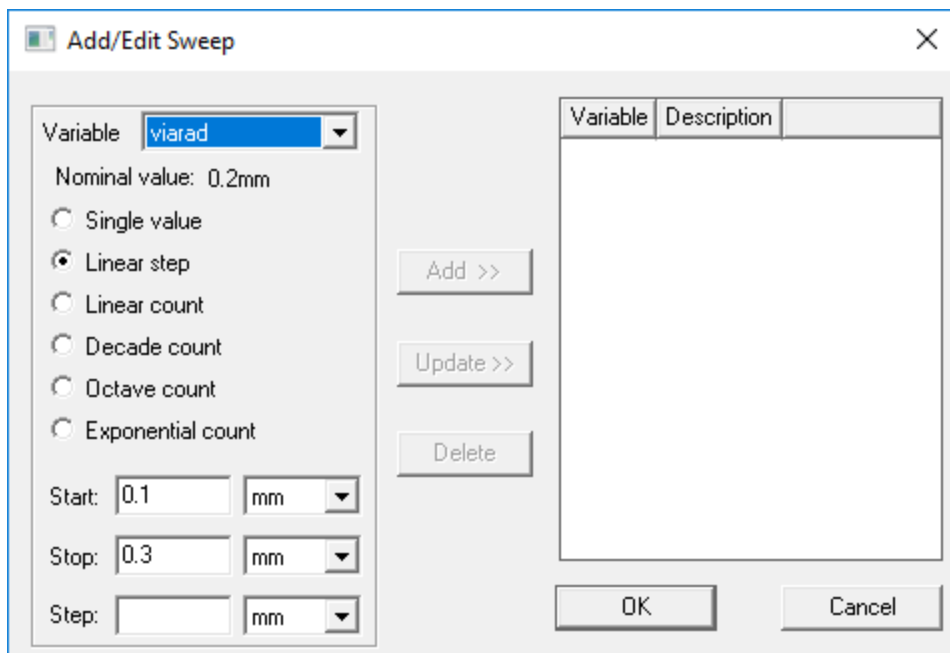 Add/Edit Sweep
Variable viarad
Nominal value: 0.2mm
Single value
Linear step
Linear count
Decade count
Octave count
Exponential count
Start: 0.1 mm
Stop: 0.3 mm
Step: mm
Add >>
Update >>
Delete
Variable Description
OK Cancel